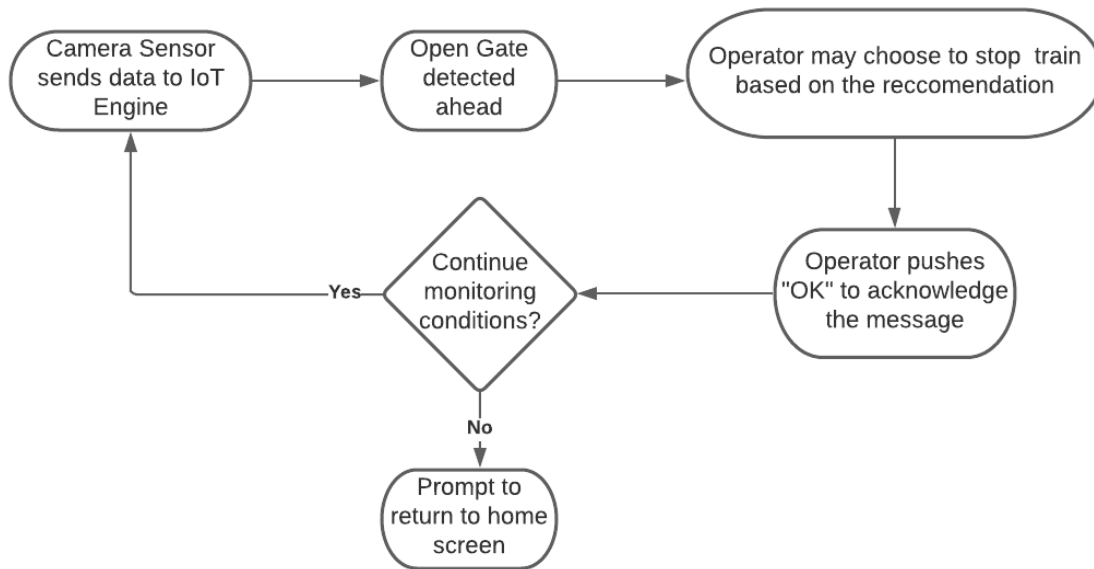 Camera Sensor
sends data to IoT
Engine
Open Gate
detected
ahead
Operator may choose to stop train
based on the reccomendation
Operator pushes
"OK" to acknowledge
the message
Continue
monitoring
conditions?
Yes
No
Prompt to
return to home
screen